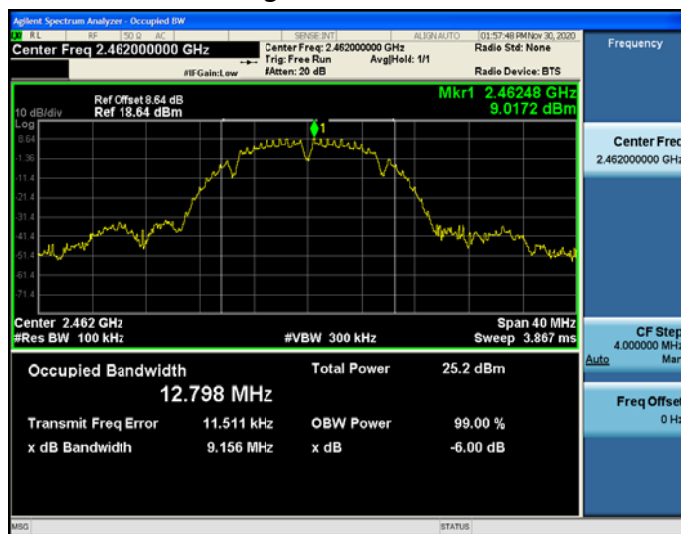 Agilent Spectrum Analyzer - Occupied BW
RL RF 50 Ω AC SENSE:INT ALIGN AUTO 01:57:48 PM Nov 30, 2020
Center Freq 2.462000000 GHz
Center Freq: 2.462000000 GHz
Radio Std: None
Trig: Free Run Avg|Hold: 1/1
#IFGain:Low #Atten: 20 dB Radio Device: BTS
Frequency
Mkr1 2.46248 GHz
9.0172 dBm
Ref Offset 8.64 dB
10 dB/div Ref 18.64 dBm
Log
1
8.64
-1.36
-11.4
-21.4
-31.4
-41.4
-51.4
-61.4
-71.4
Center 2.462 GHz Span 40 MHz
#Res BW 100 kHz #VBW 300 kHz Sweep 3.867 ms
Occupied Bandwidth Total Power 25.2 dBm
12.798 MHz
Transmit Freq Error 11.511 kHz OBW Power 99.00 %
x dB Bandwidth 9.156 MHz x dB -6.00 dB
Center Freq
2.462000000 GHz
CF Step
4.000000 MHz
Auto Man
Freq Offset
0 Hz
MSG STATUS